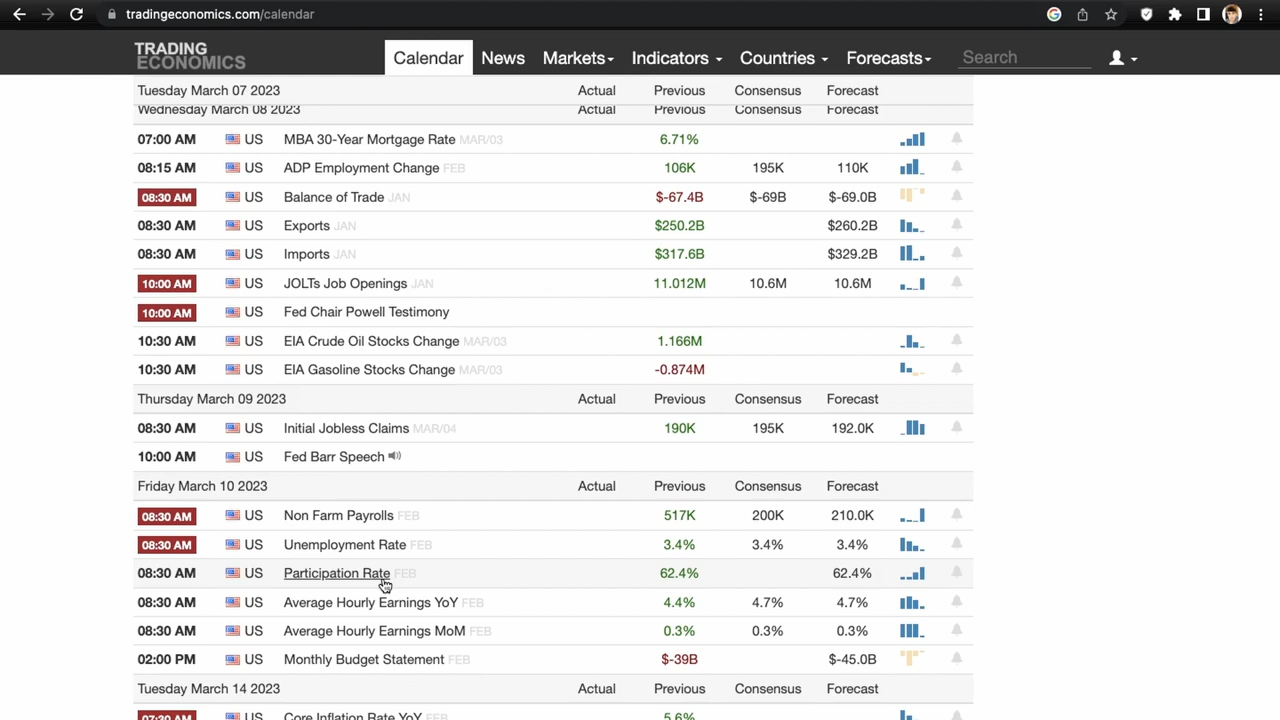 tradingeconomics.com/calendar
TRADING
ECONOMICS
Calendar News Markets Indicators Countries Forecasts Search
Tuesday March 07 2023 Actual Previous Consensus Forecast
Wednesday March 08 2023 Actual Previous Consensus Forecast
07:00 AM US MBA 30-Year Mortgage Rate MAR/03 6.71%
08:15 AM US ADP Employment Change FEB 106K 195K 110K
08:30 AM US Balance of Trade JAN $-67.4B $-69B $-69.0B
08:30 AM US Exports JAN $250.2B $260.2B
08:30 AM US Imports JAN $317.6B $329.2B
10:00 AM US JOLTs Job Openings JAN 11.012M 10.6M 10.6M
10:00 AM US Fed Chair Powell Testimony
10:30 AM US EIA Crude Oil Stocks Change MAR/03 1.166M
10:30 AM US EIA Gasoline Stocks Change MAR/03 -0.874M
Thursday March 09 2023 Actual Previous Consensus Forecast
08:30 AM US Initial Jobless Claims MAR/04 190K 195K 192.0K
10:00 AM US Fed Barr Speech
Friday March 10 2023 Actual Previous Consensus Forecast
08:30 AM US Non Farm Payrolls FEB 517K 200K 210.0K
08:30 AM US Unemployment Rate FEB 3.4% 3.4% 3.4%
08:30 AM US Participation Rate FEB 62.4% 62.4%
08:30 AM US Average Hourly Earnings YoY FEB 4.4% 4.7% 4.7%
08:30 AM US Average Hourly Earnings MoM FEB 0.3% 0.3% 0.3%
02:00 PM US Monthly Budget Statement FEB $-39B $-45.0B
Tuesday March 14 2023 Actual Previous Consensus Forecast
07:30 AM US Core Inflation Rate YoY FEB 5.6%